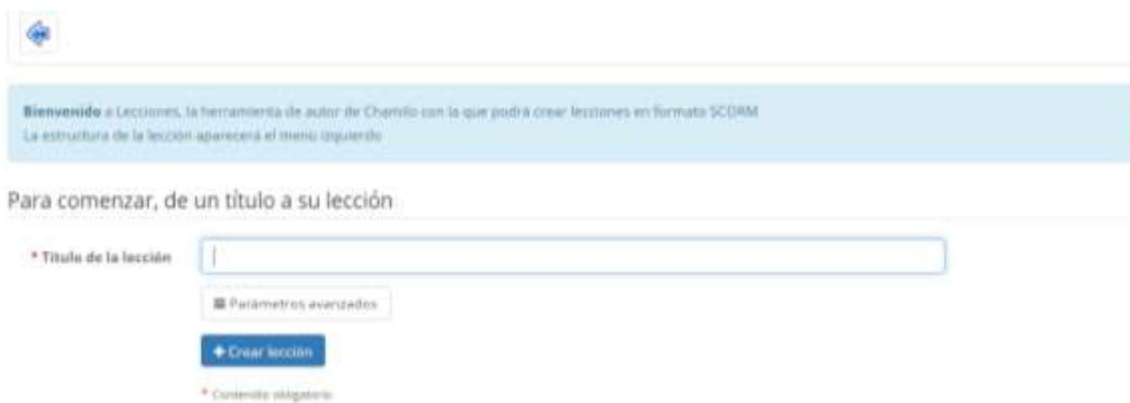 Bienvenido a Lecciones, la herramienta de autor de Chamilo con la que podrá crear lecciones en formato SCORM
La estructura de la lección aparecerá el menú izquierdo
Para comenzar, de un título a su lección
* Título de la lección
Parámetros avanzados
Crear lección
* Contenido obligatorio